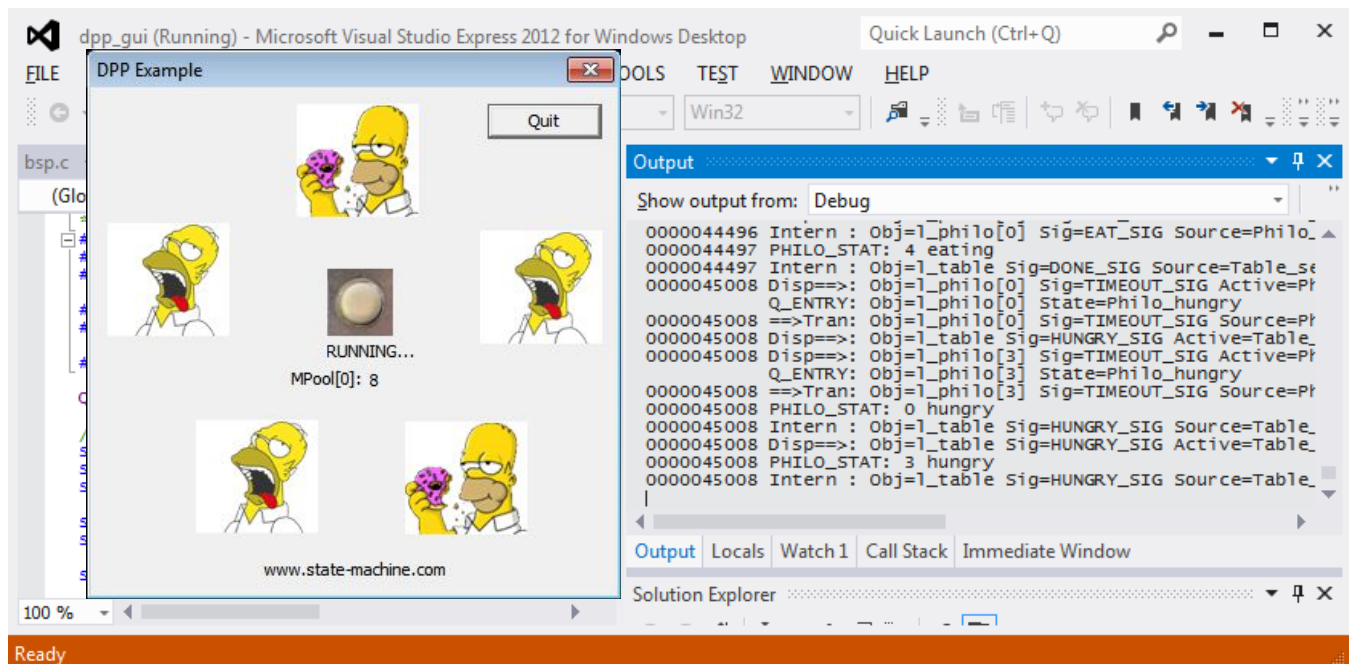 dpp_gui (Running) - Microsoft Visual Studio Express 2012 for Windows Desktop
Quick Launch (Ctrl+Q)
FILE
OOLS TEST WINDOW HELP
Win32
DPP Example
Quit
RUNNING...
MPool[0]: 8
www.state-machine.com
bsp.c
(Glo
100 %
Output
Show output from: Debug
0000044496 Intern : Obj=l_philo[0] Sig=EAT_SIG Source=Philo_
0000044497 PHILO_STAT: 4 eating
0000044497 Intern : Obj=l_table Sig=DONE_SIG Source=Table_se
0000045008 Disp==>: Obj=l_philo[0] Sig=TIMEOUT_SIG Active=Ph
Q_ENTRY: Obj=l_philo[0] State=Philo_hungry
0000045008 ==>Tran: Obj=l_philo[0] Sig=TIMEOUT_SIG Source=Ph
0000045008 Disp==>: Obj=l_table Sig=HUNGRY_SIG Active=Table_
0000045008 Disp==>: Obj=l_philo[3] Sig=TIMEOUT_SIG Active=Ph
Q_ENTRY: Obj=l_philo[3] State=Philo_hungry
0000045008 ==>Tran: Obj=l_philo[3] Sig=TIMEOUT_SIG Source=Ph
0000045008 PHILO_STAT: 0 hungry
0000045008 Intern : Obj=l_table Sig=HUNGRY_SIG Source=Table_
0000045008 Disp==>: Obj=l_table Sig=HUNGRY_SIG Active=Table_
0000045008 PHILO_STAT: 3 hungry
0000045008 Intern : Obj=l_table Sig=HUNGRY_SIG Source=Table_
Output Locals Watch 1 Call Stack Immediate Window
Solution Explorer
Ready